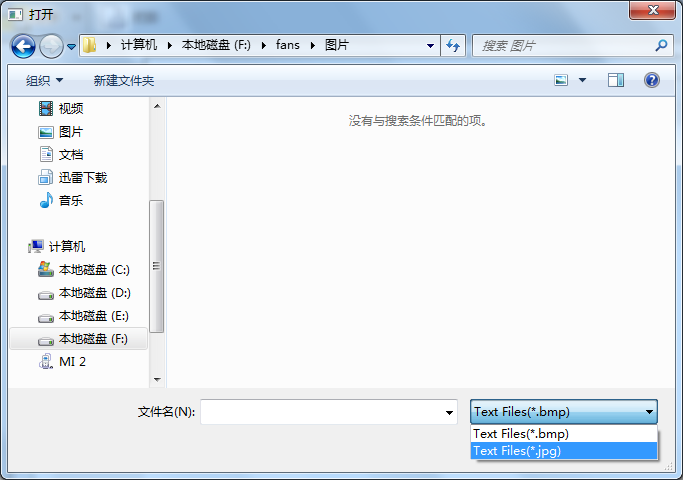 打开
计算机 本地磁盘 (F:) fans 图片
搜索 图片
组织 新建文件夹
视频
图片
文档
迅雷下载
音乐
计算机
本地磁盘 (C:)
本地磁盘 (D:)
本地磁盘 (E:)
本地磁盘 (F:)
MI 2
没有与搜索条件匹配的项。
文件名(N):
Text Files(*.bmp)
Text Files(*.bmp)
Text Files(*.jpg)